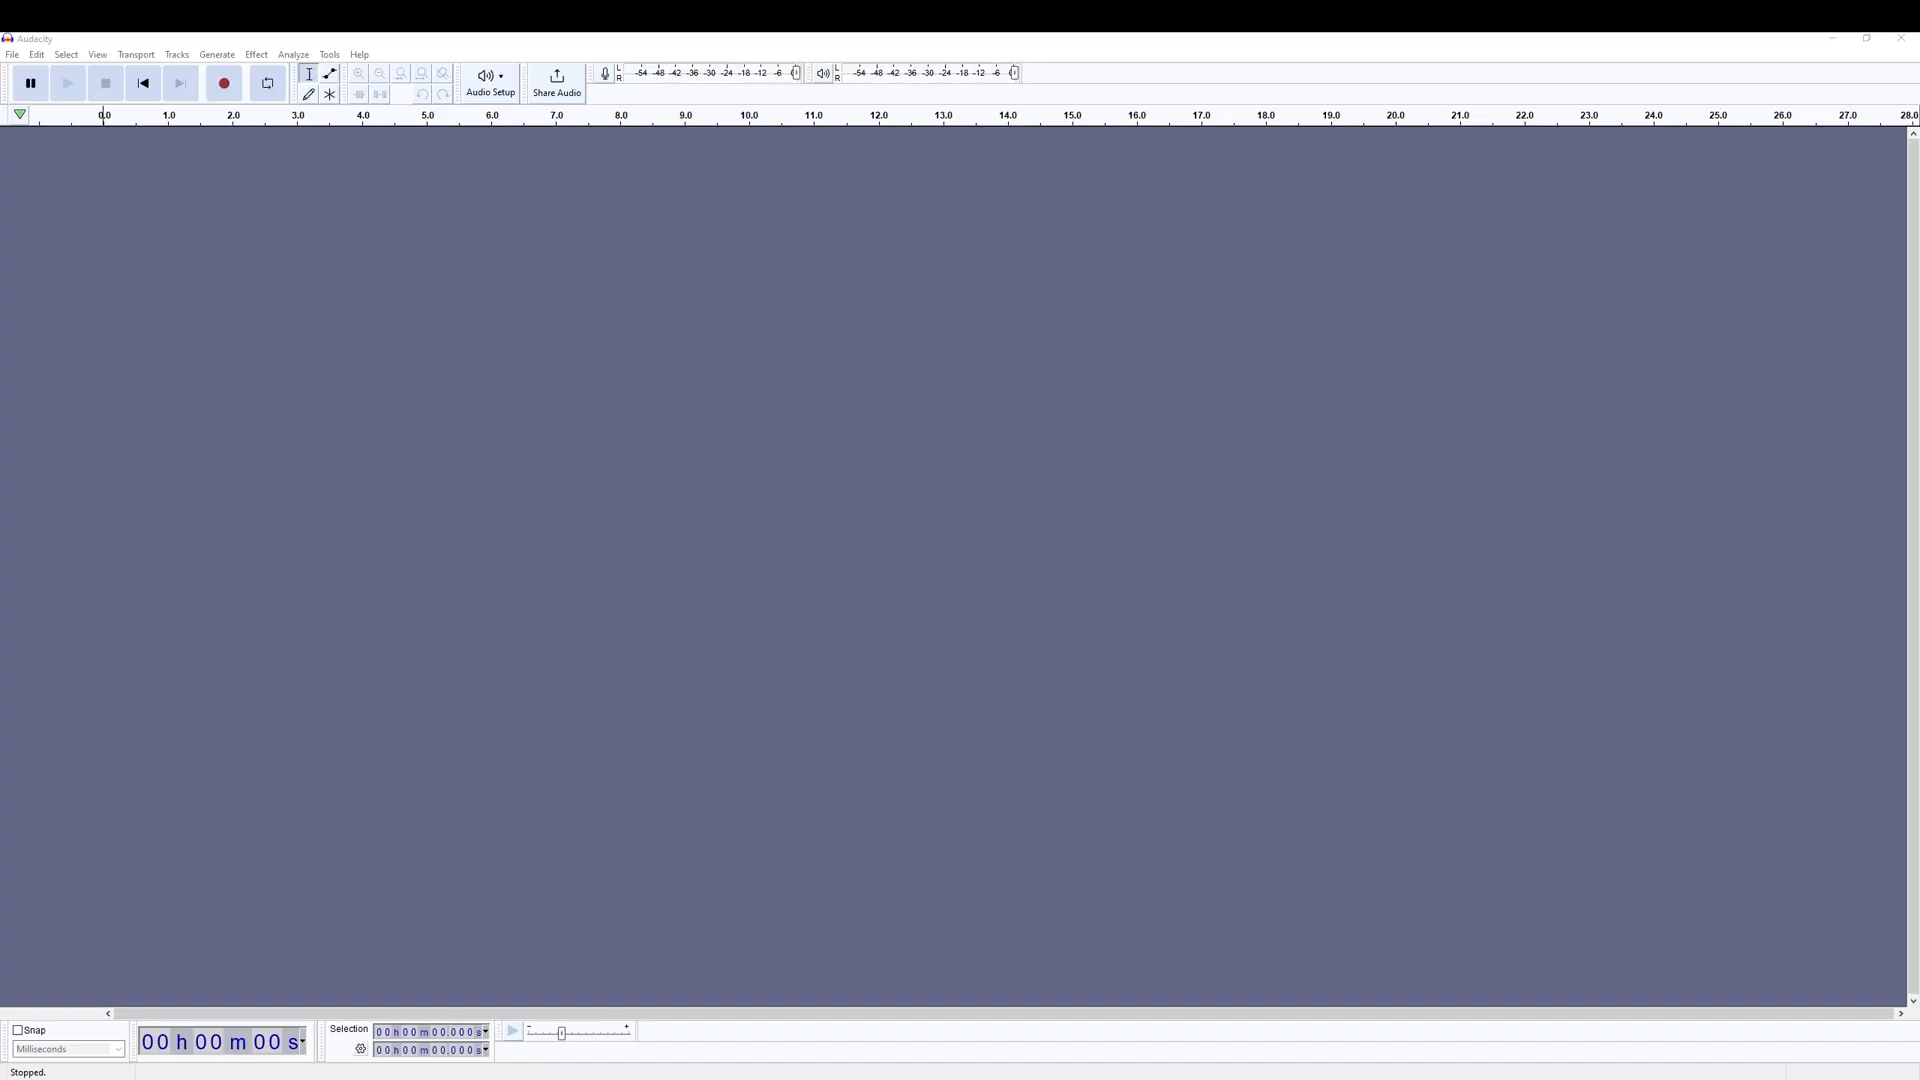 Audacity
File Edit Select View Transport Tracks Generate Effect Analyze Tools Help
Audio Setup Share Audio
L
R
-54 -48 -42 -36 -30 -24 -18 -12 -6
L
R
-54 -48 -42 -36 -30 -24 -18 -12 -6
0.0 1.0 2.0 3.0 4.0 5.0 6.0 7.0 8.0 9.0 10.0 11.0 12.0 13.0 14.0 15.0 16.0 17.0 18.0 19.0 20.0 21.0 22.0 23.0 24.0 25.0 26.0 27.0 28.0
Snap
Milliseconds
00 h 00 m 00 s
Selection
00 h 00 m 00.000 s
00 h 00 m 00.000 s
- +
Stopped.